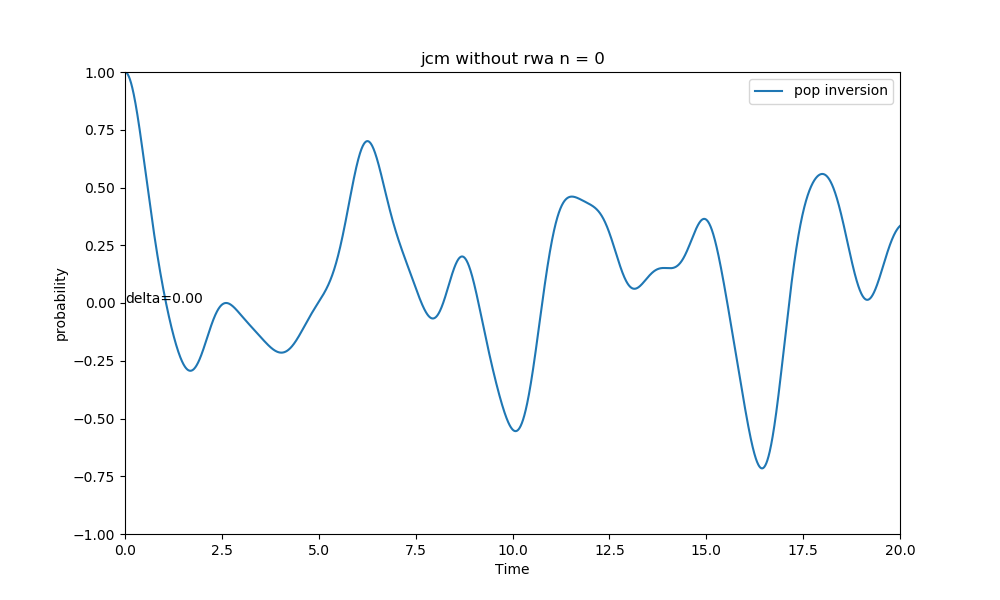 jcm without rwa n = 0
pop inversion
1.00
0.75
0.50
0.25
0.00
−0.25
−0.50
−0.75
−1.00
probability
delta=0.00
0.0 2.5 5.0 7.5 10.0 12.5 15.0 17.5 20.0
Time